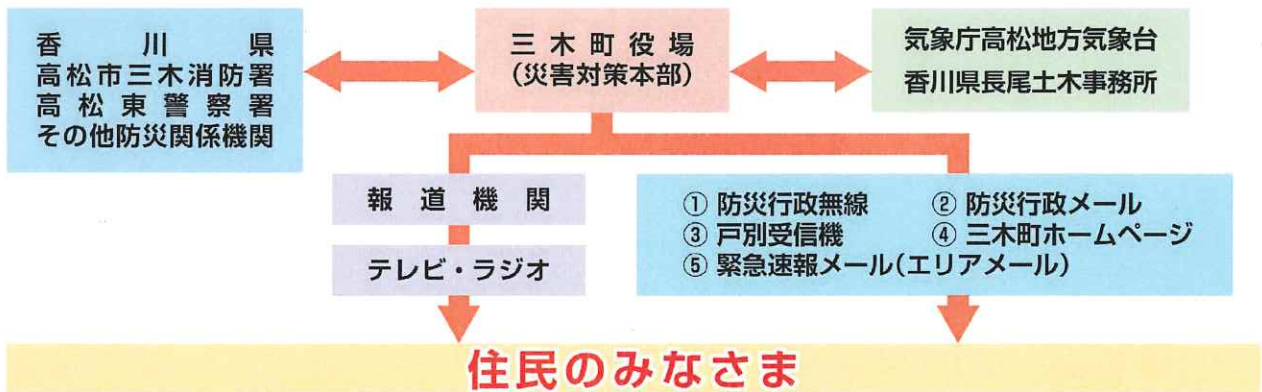 香川県
高松市三木消防署
高松東警察署
その他防災関係機関
三木町役場
(災害対策本部)
気象庁高松地方気象台
香川県長尾土木事務所
報道機関
テレビ・ラジオ
① 防災行政無線 ② 防災行政メール
③ 戸別受信機 ④ 三木町ホームページ
⑤ 緊急速報メール(エリアメール)
住民のみなさま